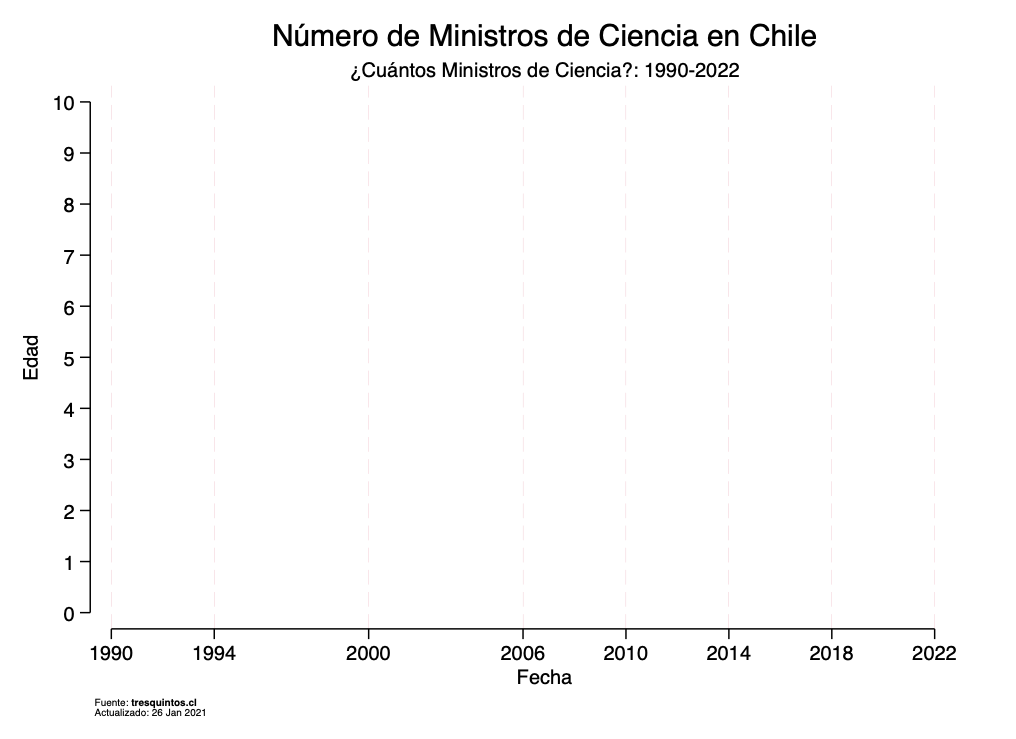 Número de Ministros de Ciencia en Chile
¿Cuántos Ministros de Ciencia?: 1990-2022
10
9
8
7
6
5
4
3
2
1
0
Edad
1990 1994 2000 2006 2010 2014 2018 2022
Fecha
Fuente: tresquintos.cl
Actualizado: 26 Jan 2021